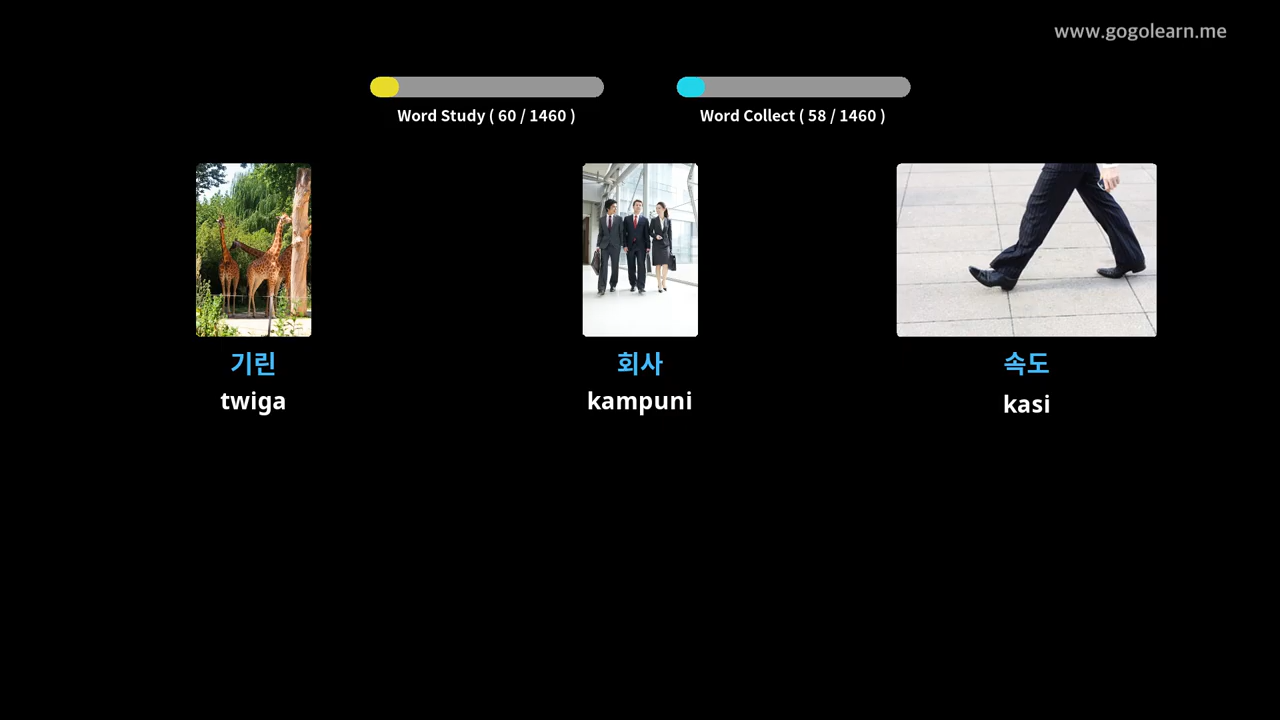 www.gogolearn.me
Word Study ( 60 / 1460 )
Word Collect ( 58 / 1460 )
기린
twiga
회사
kampuni
속도
kasi